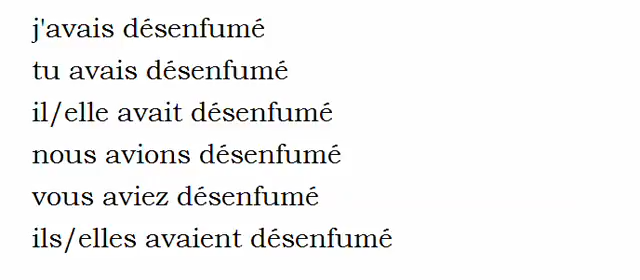 j'avais désenfumé
tu avais désenfumé
il/elle avait désenfumé
nous avions désenfumé
vous aviez désenfumé
ils/elles avaient désenfumé